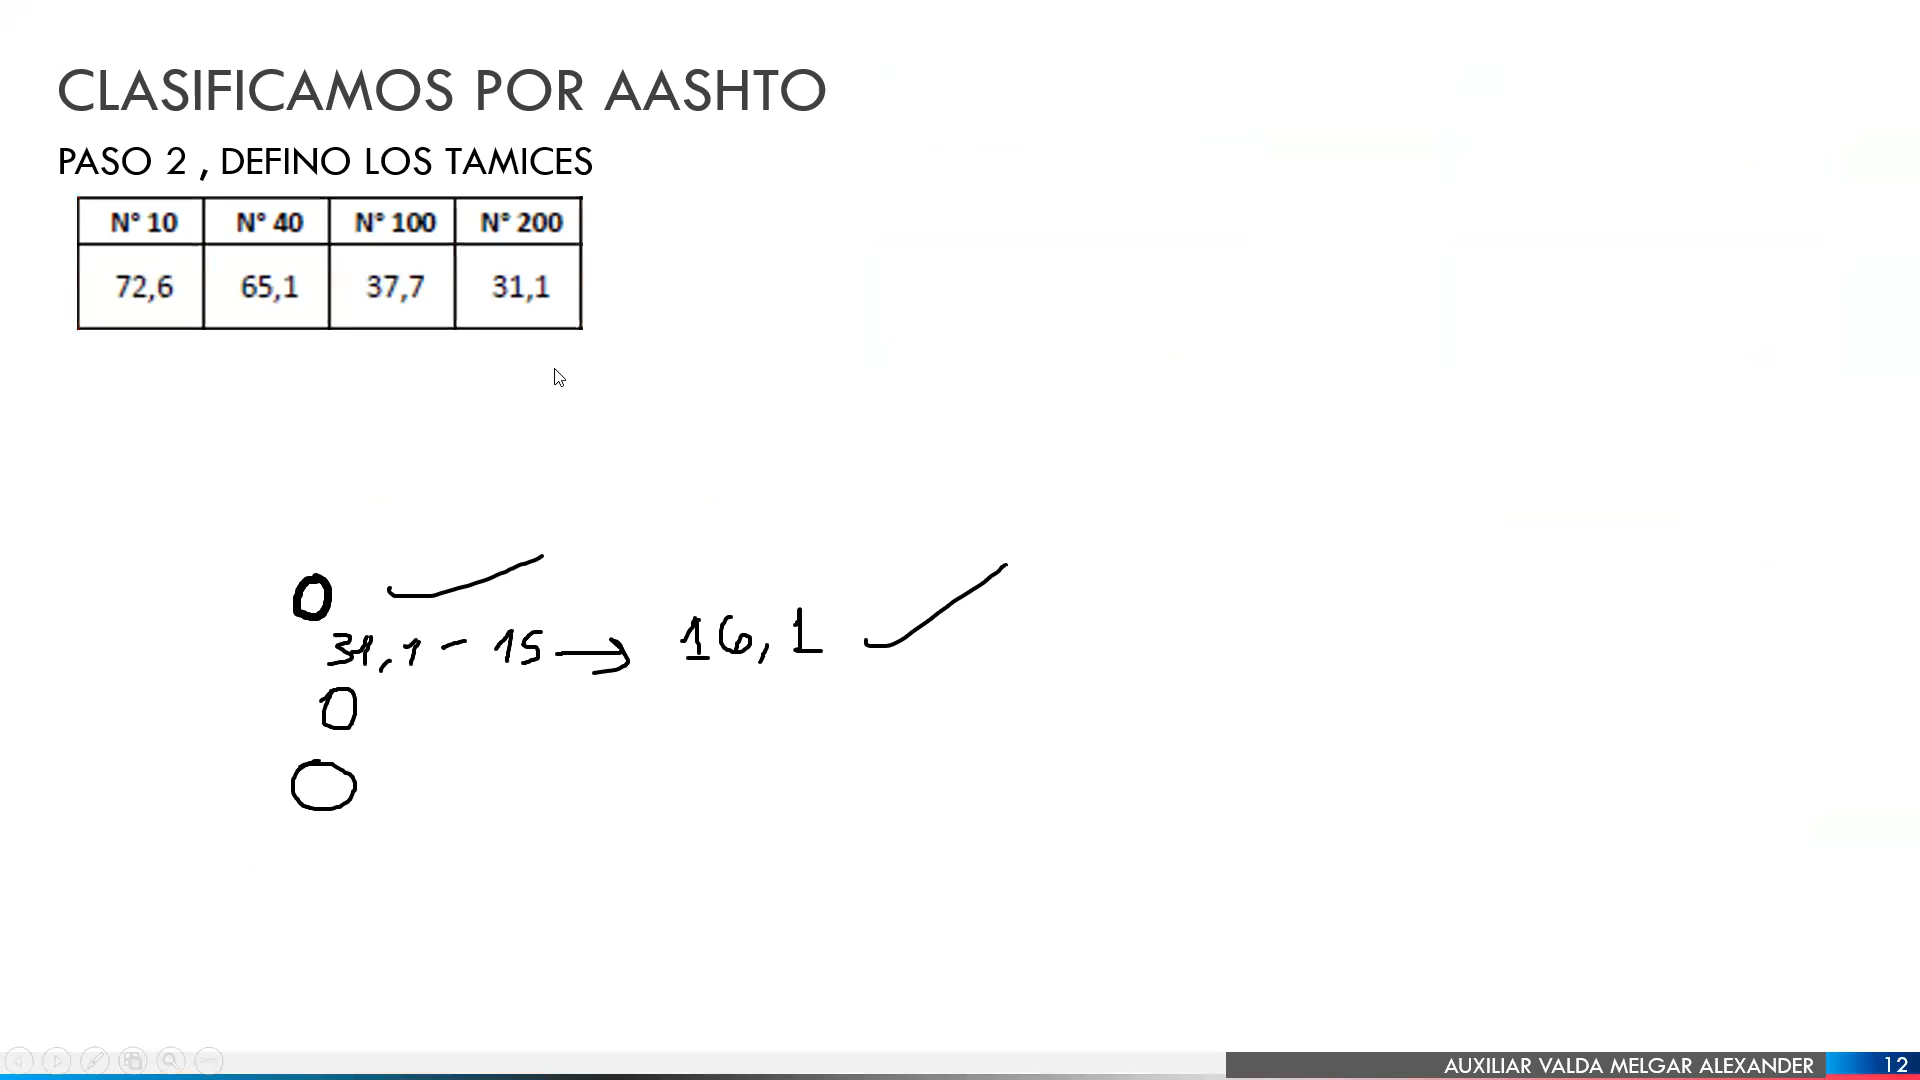 CLASIFICAMOS POR AASHTO
PASO 2 , DEFINO LOS TAMICES
N° 10 N° 40 N° 100 N° 200
72,6 65,1 37,7 31,1
0
31,1 - 15 → 16, 1
0
0
AUXILIAR VALDA MELGAR ALEXANDER 12